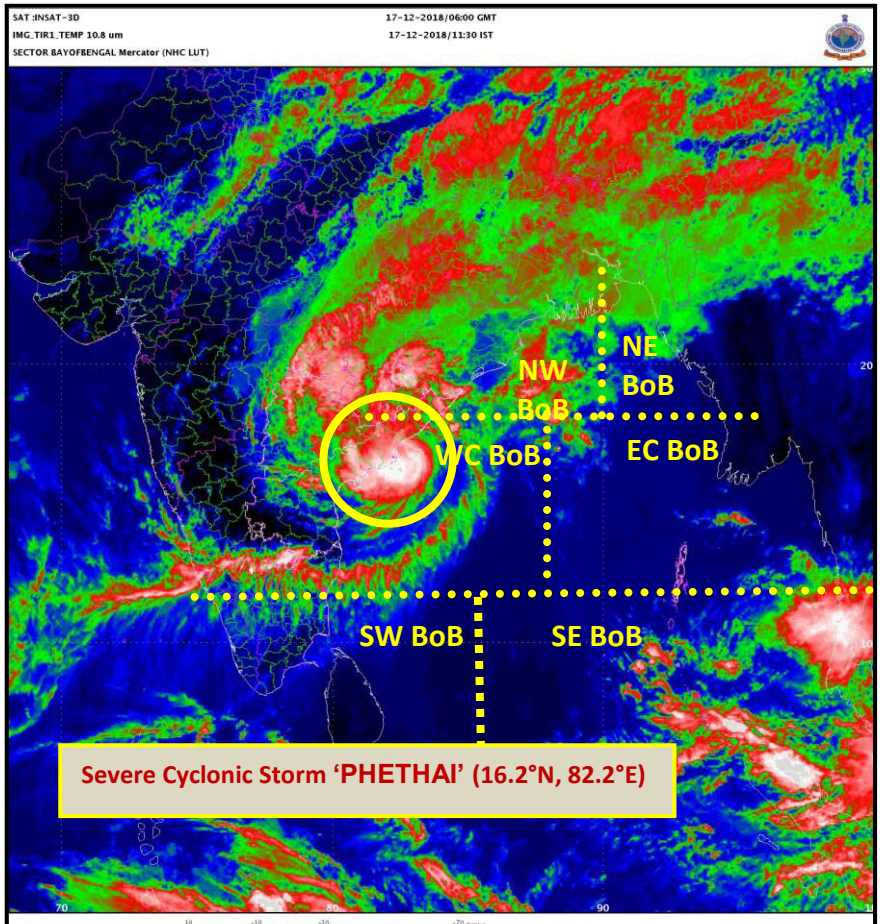 SAT :INSAT-3D
17-12-2018/06:00 GMT
IMG_TIR1_TEMP 10.8 um
17-12-2018/11:30 IST
SECTOR BAYOFBENGAL Mercator (NHC LUT)
20
NE
BoB
NW
BoB
WC BoB
EC BoB
SW BoB
SE BoB
10
Severe Cyclonic Storm ‘PHETHAI’ (16.2°N, 82.2°E)
70
80
90